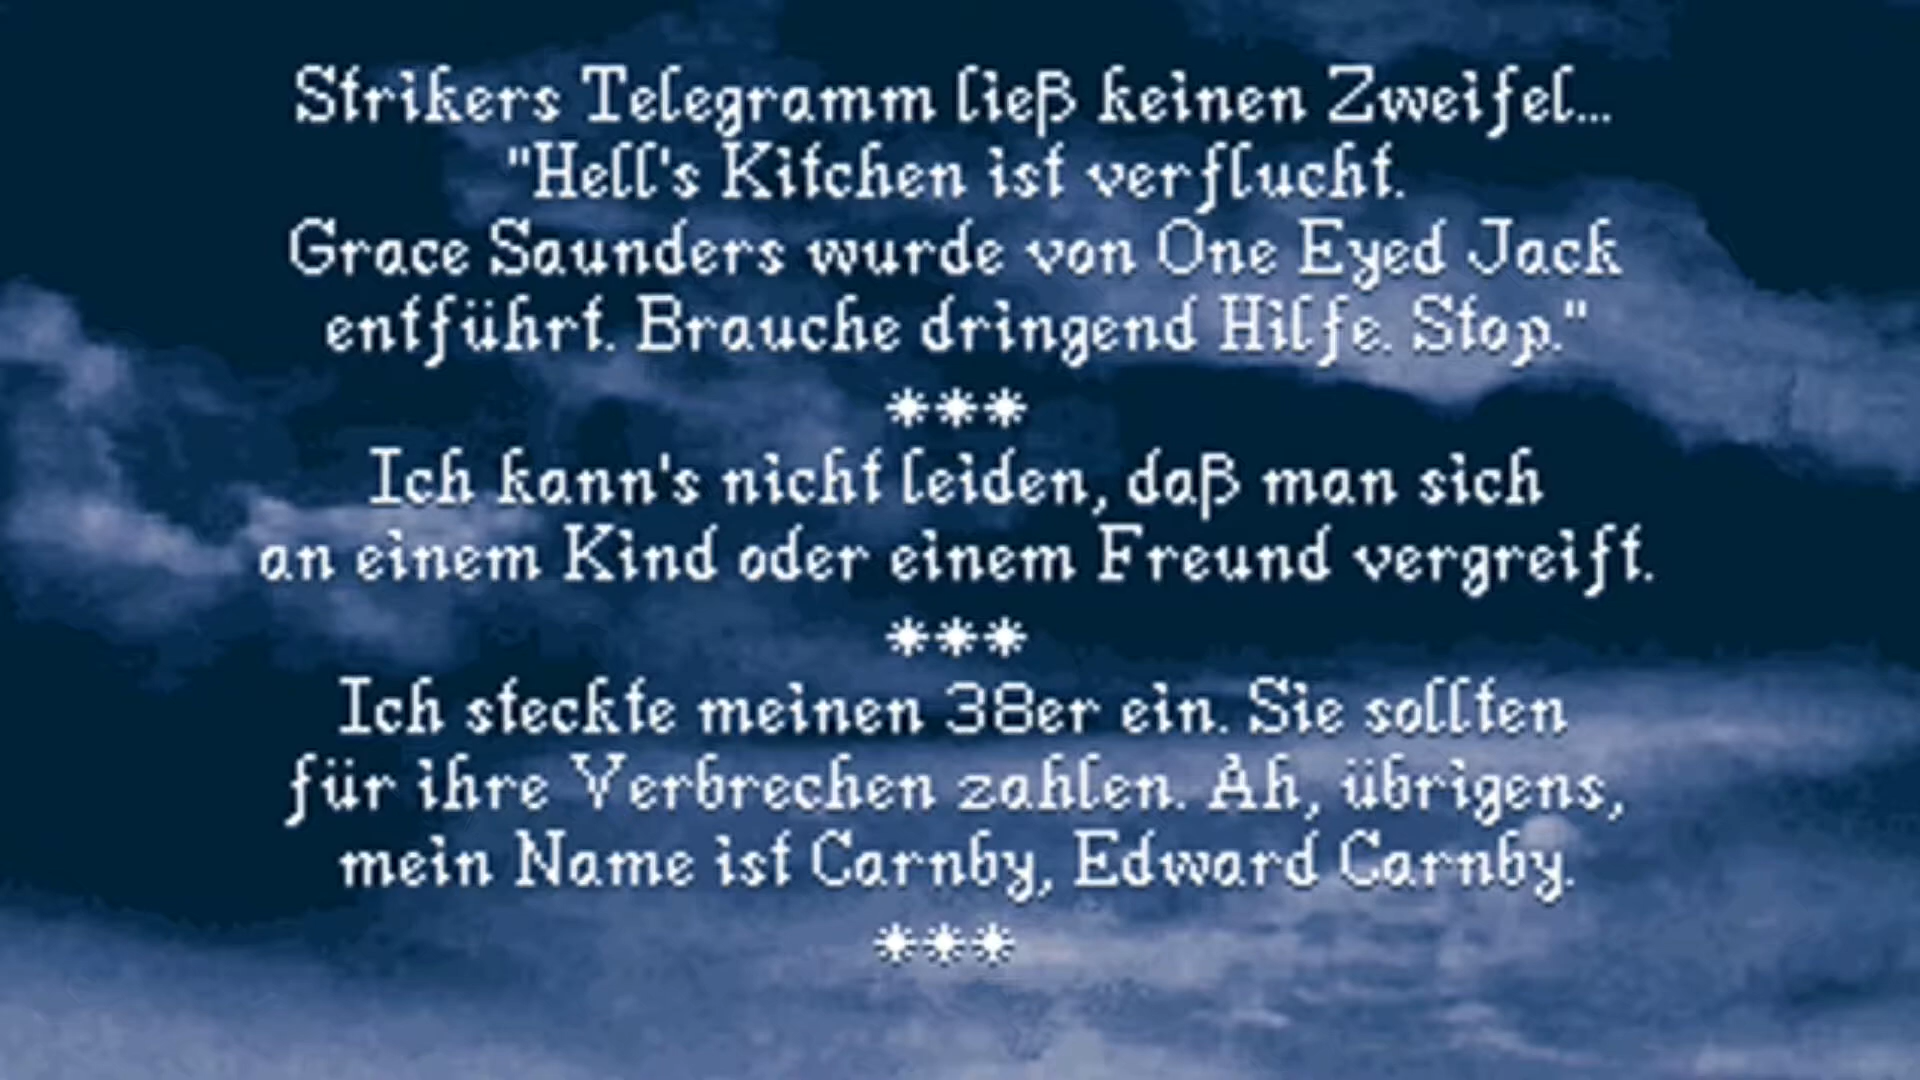 Strikers Telegramm ließ keinen Zweifel...
"Hell's Kitchen ist verflucht.
Grace Saunders wurde von One Eyed Jack
entführt. Brauche dringend Hilfe. Stop."
***
Ich kann's nicht leiden, daß man sich
an einem Kind oder einem Freund vergreift.
***
Ich steckte meinen 38er ein. Sie sollten
für ihre Verbrechen zahlen. Ah, übrigens,
mein Name ist Carnby, Edward Carnby.
***